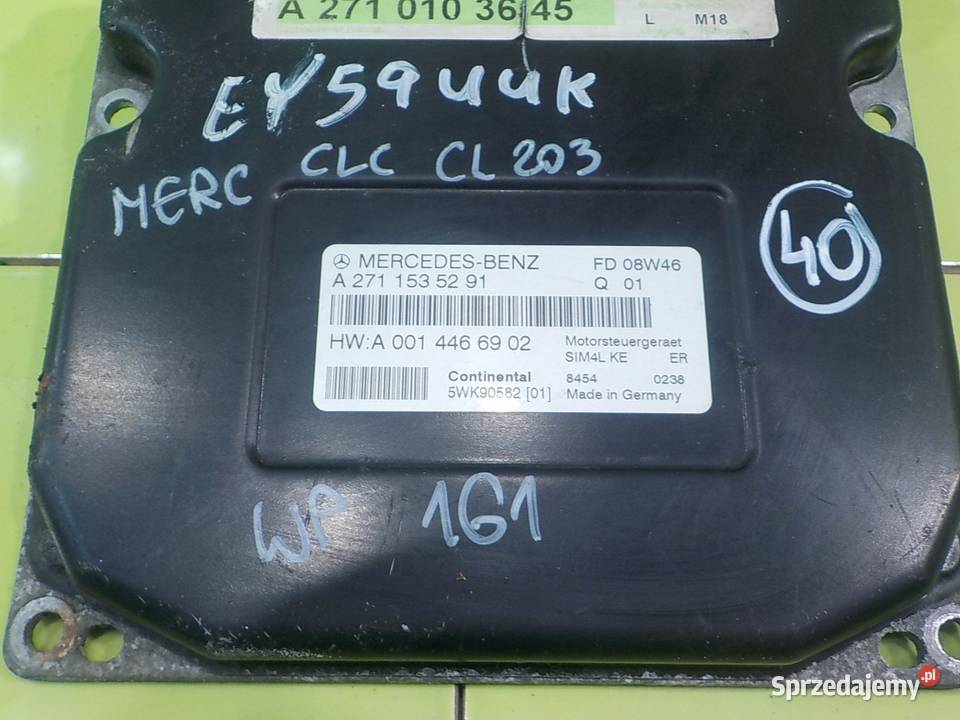 A 271 010 36 45
L M18
EY59UUK
MERC CLC CL203
40
MERCEDES-BENZ FD 08W46
A 271 153 52 91 Q 01
HW:A 001 446 69 02 Motorsteuergeraet
SIM4L KE ER
Continental 8454 0238
5WK90582 [01] Made in Germany
WP 161
Sprzedajemy.pl